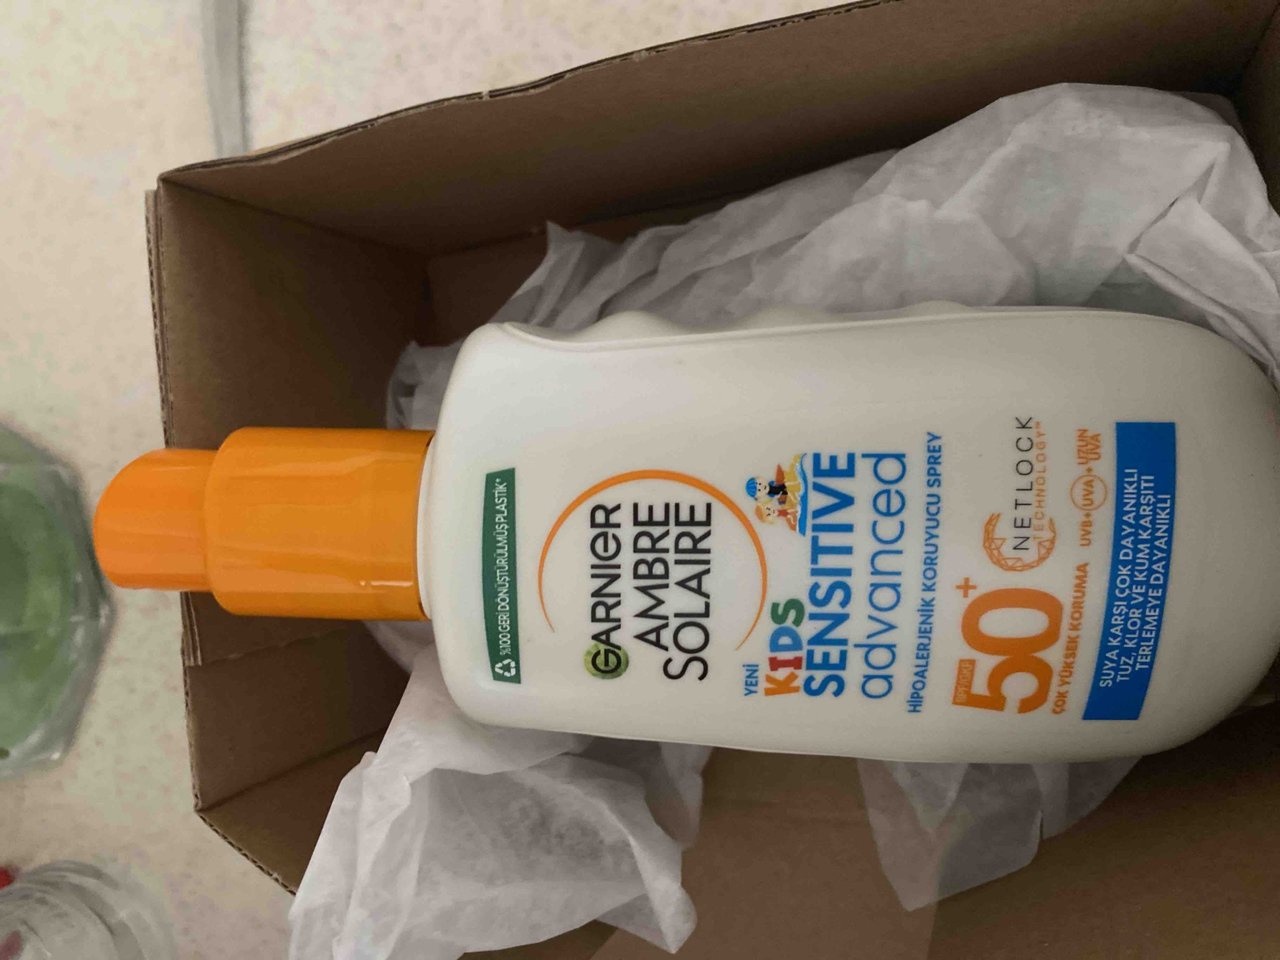 %100 GERİ DÖNÜŞTÜRÜLMÜŞ PLASTİK*
GARNIER
AMBRE
SOLAIRE
YENİ
KIDS
SENSITIVE
advanced
HİPOALERJENİK KORUYUCU SPREY
50+
NETLOCK
TECHNOLOGY™
ÇOK YÜKSEK KORUMA
UVB+UVA+UZUN
UVA
SUYA KARŞI ÇOK DAYANIKLI
TUZ, KLOR VE KUM KARŞITI
TERLEMEYE DAYANIKLI